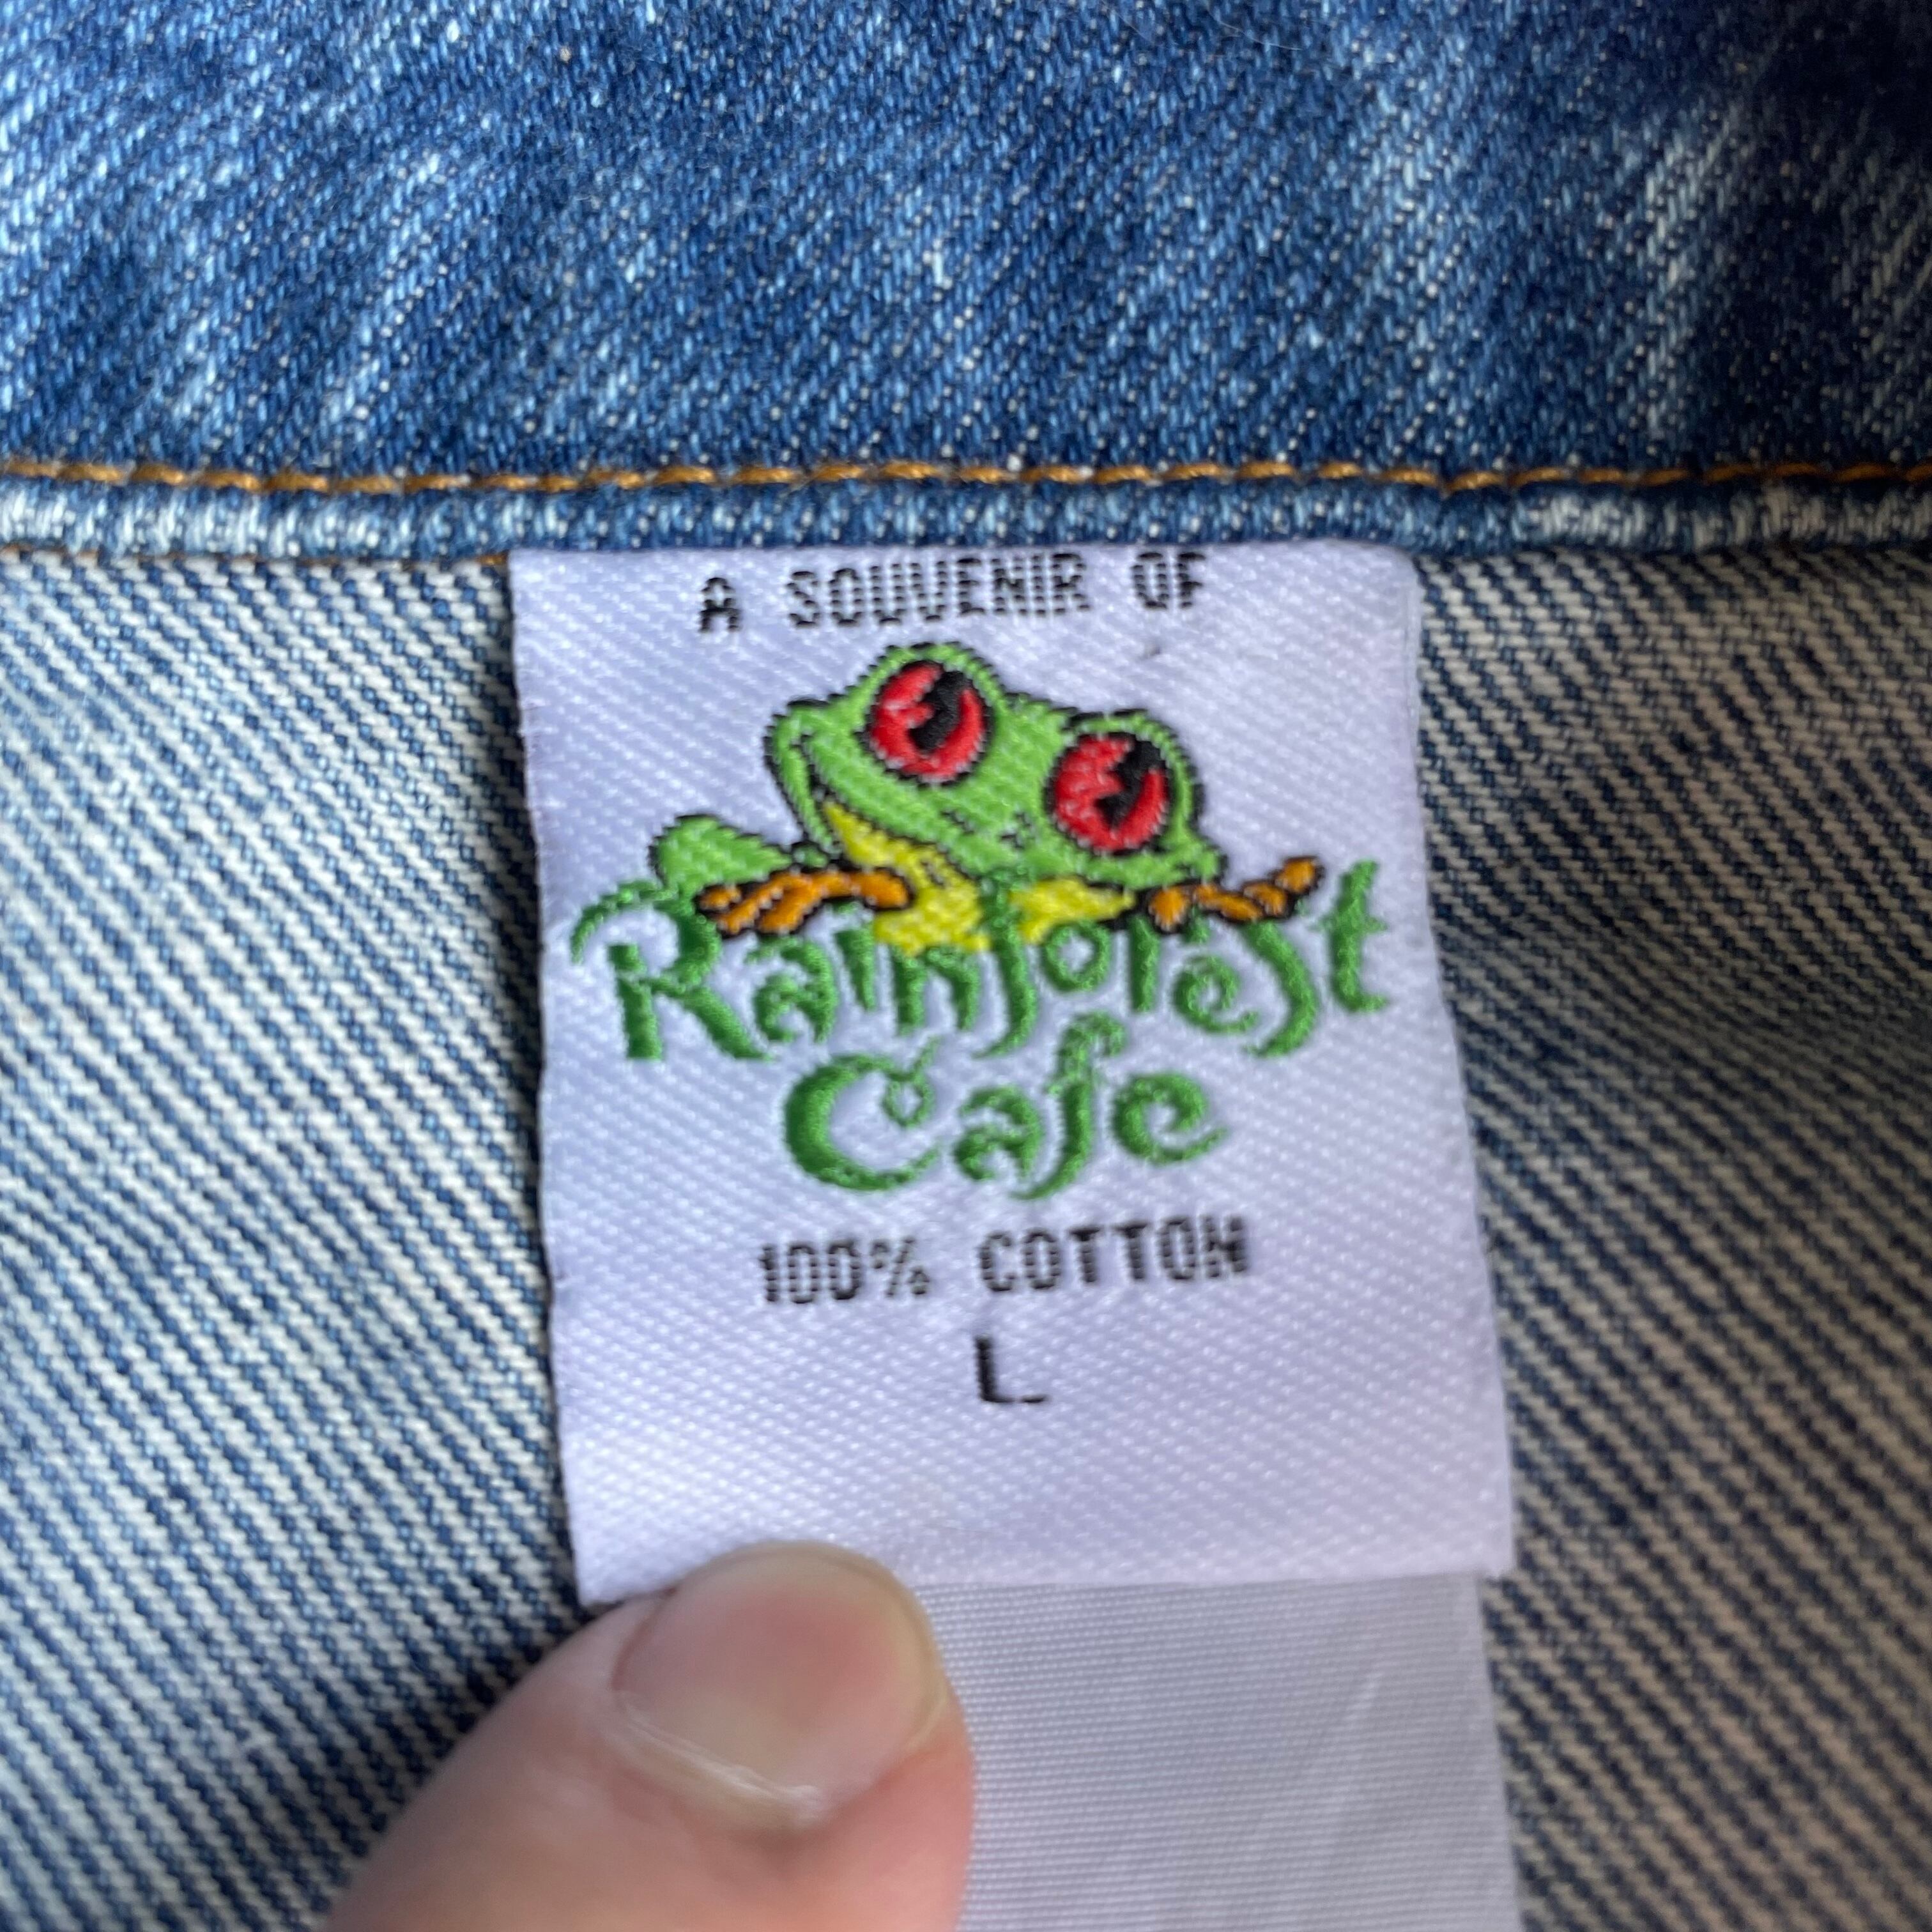 A SOUVENIR OF
Rainforest
Cafe
100% COTTON
L